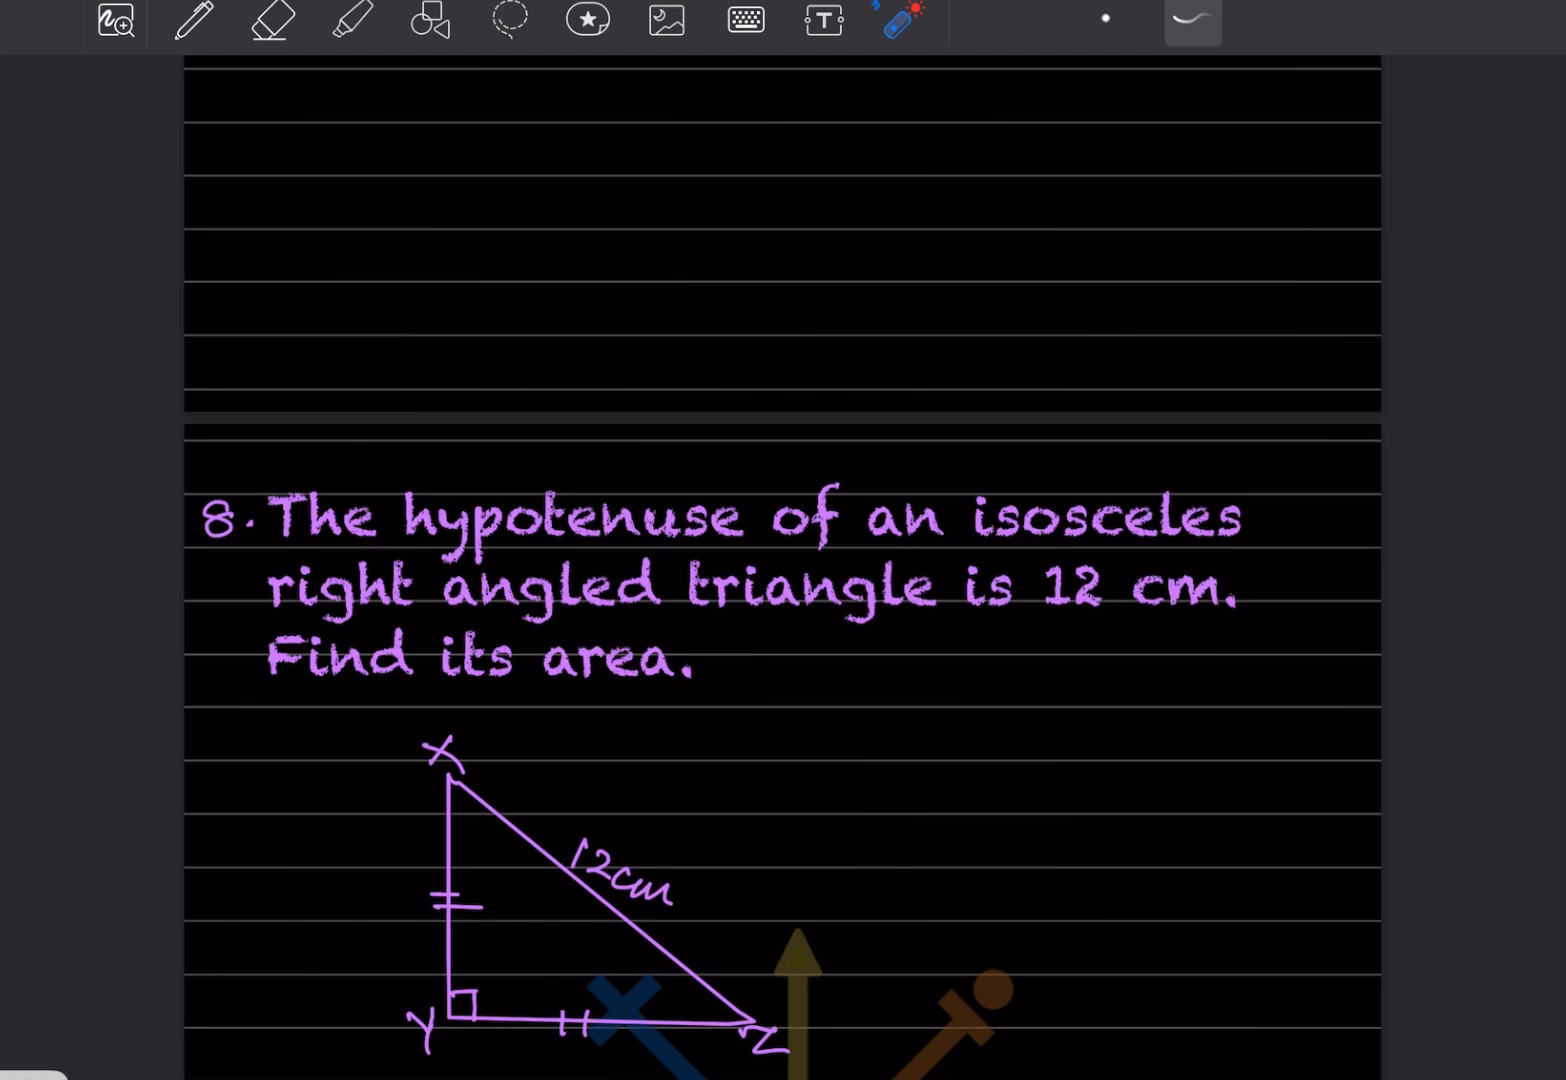 8. The hypotenuse of an isosceles
right angled triangle is 12 cm.
Find its area.
X
12cm
Y
Z